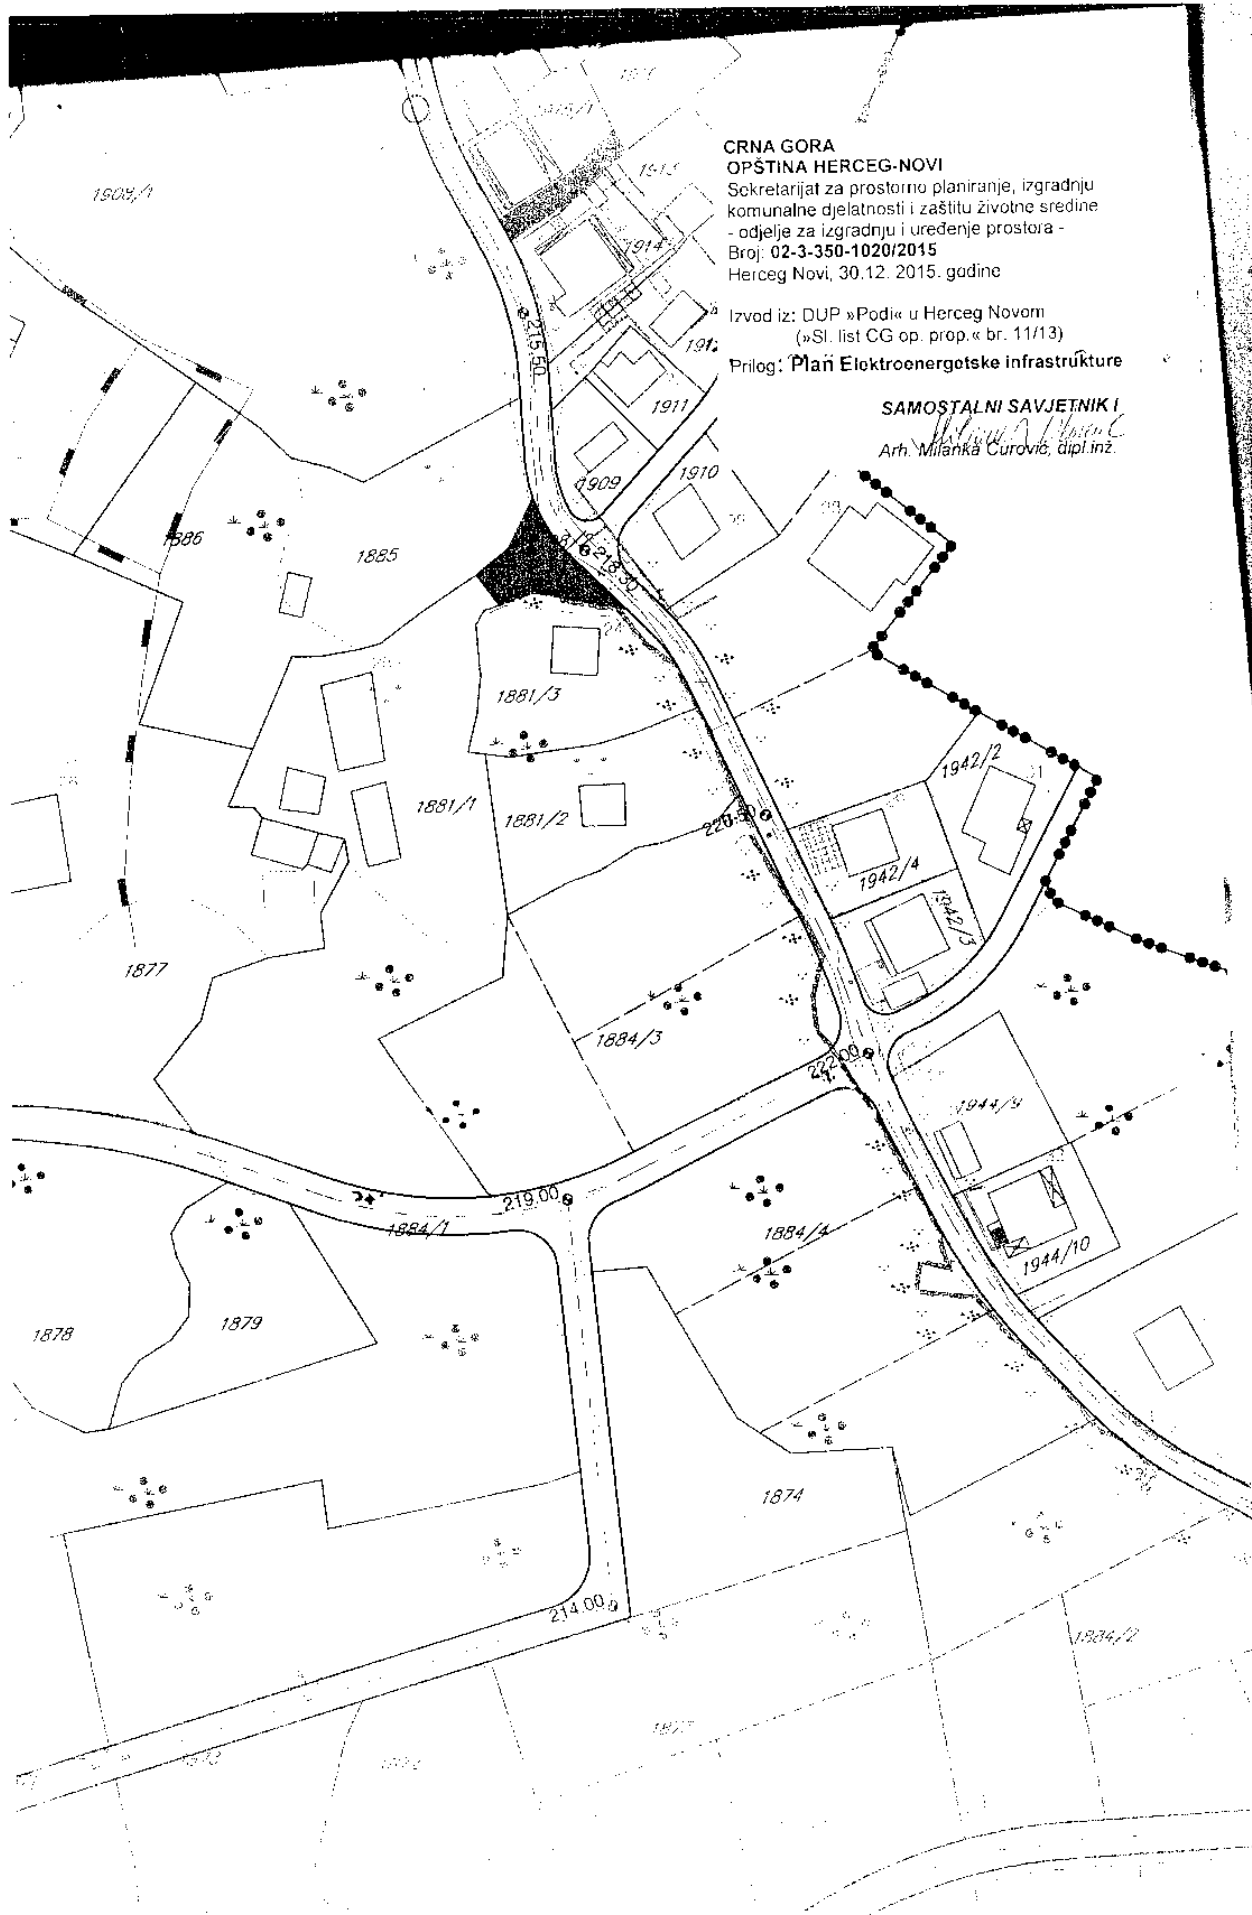 CRNA GORA
OPŠTINA HERCEG-NOVI
Sekretarijat za prostorno planiranje, izgradnju
komunalne djelatnosti i zaštitu životne sredine
- odjelje za izgradnju i uređenje prostora -
Broj: 02-3-350-1020/2015
Herceg Novi, 30.12. 2015. godine
Izvod iz: DUP »Podi« u Herceg Novom
(»Sl. list CG op. prop.« br. 11/13)
Prilog: Plan Elektroenergetske infrastrukture
SAMOSTALNI SAVJETNIK I
Arh. Milanka Ćurović, dipl.inž.
1908/1
1913
1914
215.50
1912
1911
1909
1910
1886
1885
218.30
1881/3
1942/2
31
1881/1
1881/2
220.50
1942/4
1942/3
1877
1884/3
222.00
1944/9
219.00
1884/1
1884/4
1944/10
1878
1879
1874
214.00
1884/2
1873